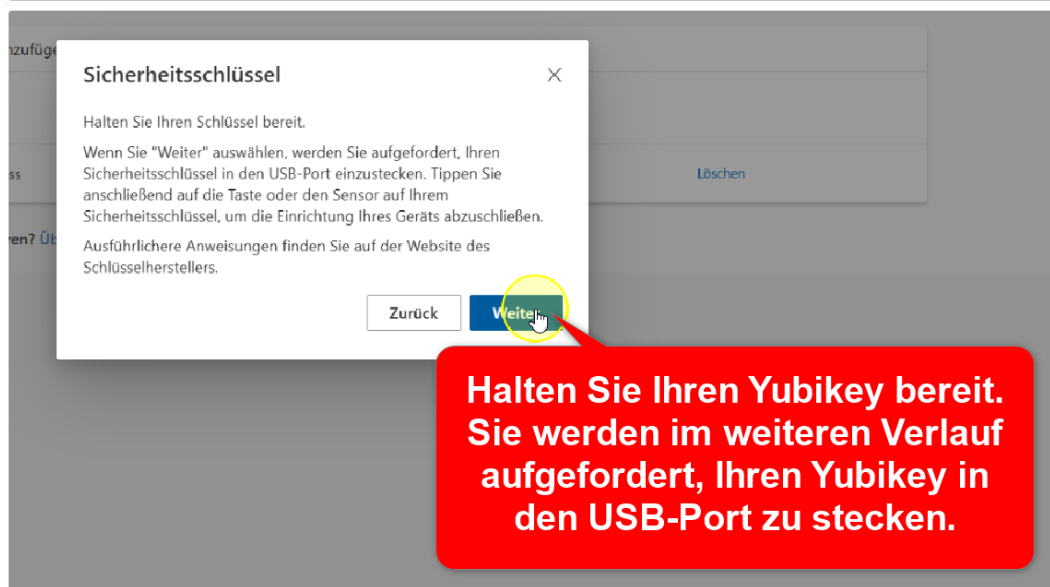 nzufüge
Sicherheitsschlüssel
Halten Sie Ihren Schlüssel bereit.
Wenn Sie "Weiter" auswählen, werden Sie aufgefordert, Ihren
Sicherheitsschlüssel in den USB-Port einzustecken. Tippen Sie
anschließend auf die Taste oder den Sensor auf Ihrem
Sicherheitsschlüssel, um die Einrichtung Ihres Geräts abzuschließen.
ss
Löschen
ren? Üb
Ausführlichere Anweisungen finden Sie auf der Website des
Schlüsselherstellers.
Zurück
Weiter
Halten Sie Ihren Yubikey bereit.
Sie werden im weiteren Verlauf
aufgefordert, Ihren Yubikey in
den USB-Port zu stecken.